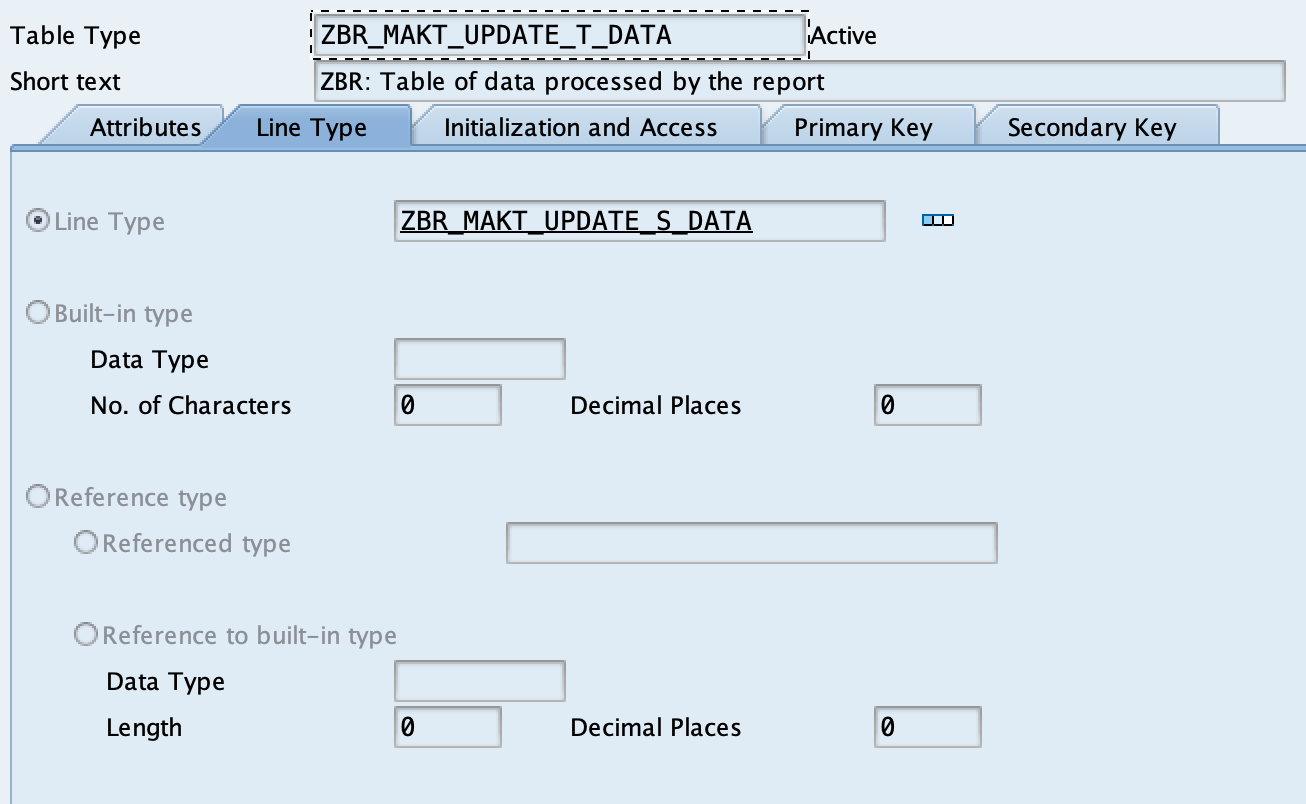 Table Type ZBR_MAKT_UPDATE_T_DATA Active
Short text ZBR: Table of data processed by the report
Attributes Line Type Initialization and Access Primary Key Secondary Key
Line Type ZBR_MAKT_UPDATE_S_DATA
Built-in type
Data Type
No. of Characters 0 Decimal Places 0
Reference type
Referenced type
Reference to built-in type
Data Type
Length 0 Decimal Places 0